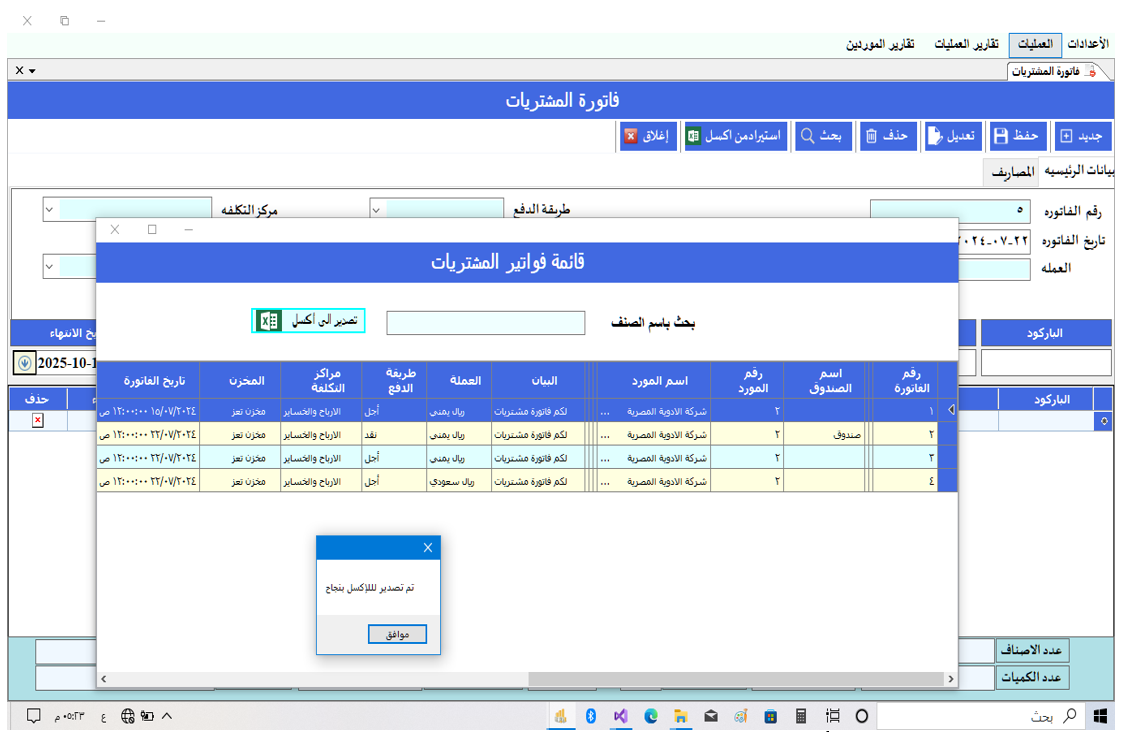 الأعدادات العمليات تقارير العمليات تقارير الموردين
فاتورة المشتريات
فاتورة المشتريات
جديد حفظ تعديل حذف بحث استيرادمن اكسل إغلاق
بيانات الرئيسيه المصاريف
رقم الفاتوره ٥ طريقة الدفع مركز التكلفه
تاريخ الفاتوره ٢٠٢٤-٠٧-٢٢
العمله
قائمة فواتير المشتريات
بحث باسم الصنف تصدير الى أكسل
الباركود خ الانتهاء
2025-10-1
الباركود حذف
رقم الفاتورة اسم الصندوق رقم المورد اسم المورد البيان العملة طريقة الدفع مراكز التكلفة المخزن تاريخ الفاتورة
١ ٢ شركة الادوية المصرية ... لكم فاتورة مشتريات ريال يمني أجل الارباح والخساير مخزن تعز ١٥/٠٧/٢٠٢٤ ١٢:٠٠:٠٠ ص
٢ صندوق ٢ شركة الادوية المصرية ... لكم فاتورة مشتريات ريال يمني نقد الارباح والخساير مخزن تعز ٢٢/٠٧/٢٠٢٤ ١٢:٠٠:٠٠ ص
٣ ٢ شركة الادوية المصرية ... لكم فاتورة مشتريات ريال يمني أجل الارباح والخساير مخزن تعز ٢٢/٠٧/٢٠٢٤ ١٢:٠٠:٠٠ ص
٤ ٢ شركة الادوية المصرية ... لكم فاتورة مشتريات ريال سعودي أجل الارباح والخساير مخزن تعز ٢٢/٠٧/٢٠٢٤ ١٢:٠٠:٠٠ ص
تم تصدير لللإكسل بنجاح
موافق
عدد الاصناف
عدد الكميات
بحث ع ٠٥:٢٣ م